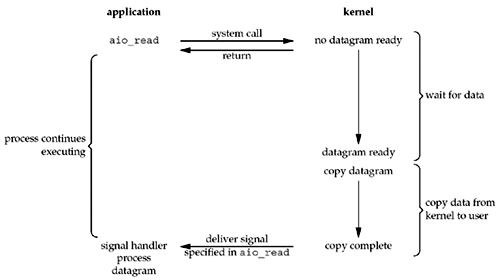 application
kernel
aio_read
system call
no datagram ready
return
wait for data
process continues
executing
datagram ready
copy datagram
copy data from
kernel to user
signal handler
process
datagram
deliver signal
specified in aio_read
copy complete